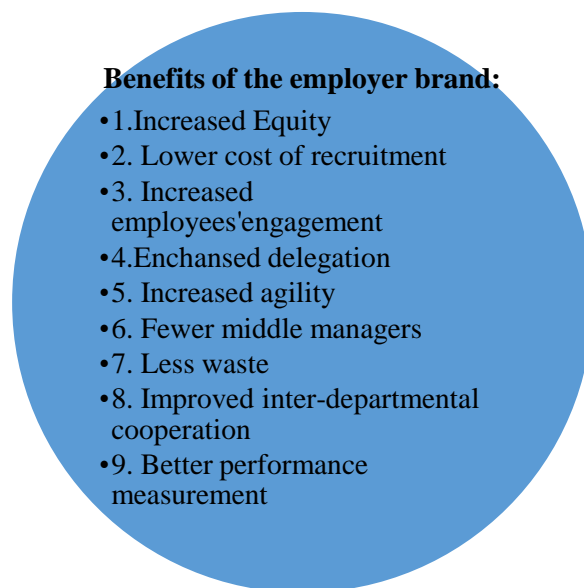 Benefits of the employer brand:
•1.Increased Equity
•2. Lower cost of recruitment
•3. Increased
employees'engagement
•4.Enchansed delegation
•5. Increased agility
•6. Fewer middle managers
•7. Less waste
•8. Improved inter-departmental
cooperation
•9. Better performance
measurement